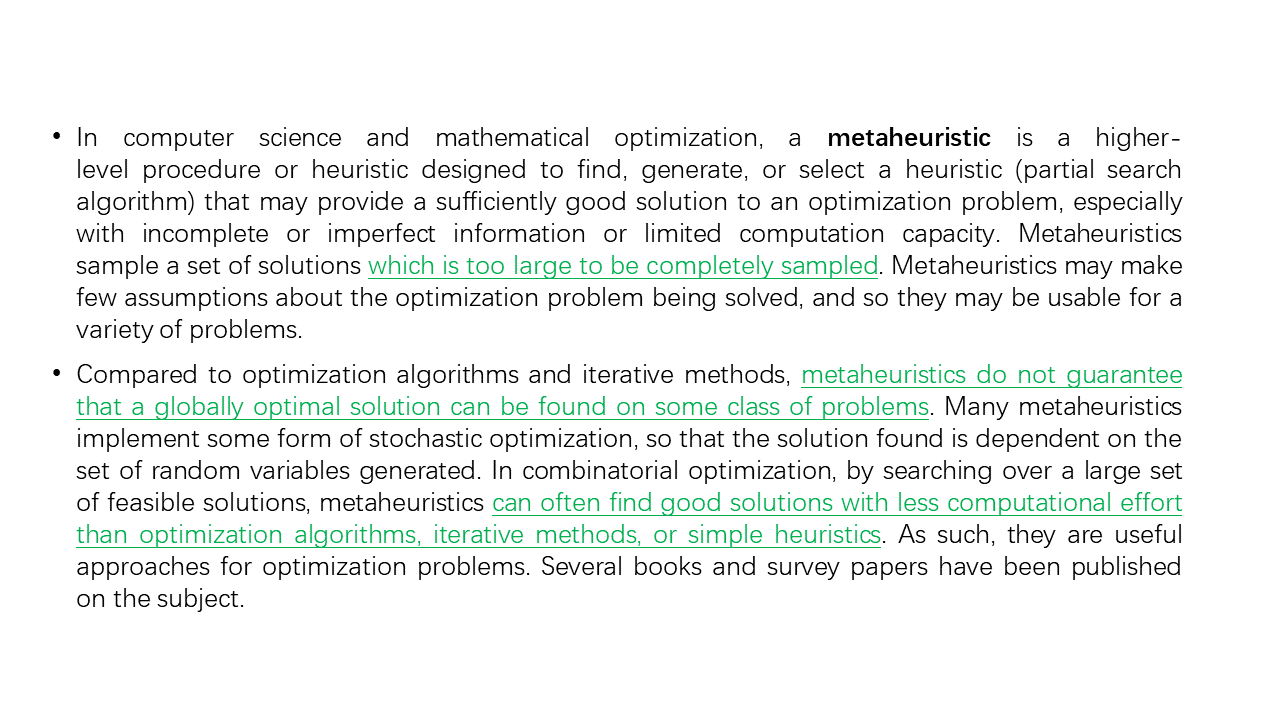 • In computer science and mathematical optimization, a metaheuristic is a higher-
level procedure or heuristic designed to find, generate, or select a heuristic (partial search
algorithm) that may provide a sufficiently good solution to an optimization problem, especially
with incomplete or imperfect information or limited computation capacity. Metaheuristics
sample a set of solutions which is too large to be completely sampled. Metaheuristics may make
few assumptions about the optimization problem being solved, and so they may be usable for a
variety of problems.
• Compared to optimization algorithms and iterative methods, metaheuristics do not guarantee
that a globally optimal solution can be found on some class of problems. Many metaheuristics
implement some form of stochastic optimization, so that the solution found is dependent on the
set of random variables generated. In combinatorial optimization, by searching over a large set
of feasible solutions, metaheuristics can often find good solutions with less computational effort
than optimization algorithms, iterative methods, or simple heuristics. As such, they are useful
approaches for optimization problems. Several books and survey papers have been published
on the subject.